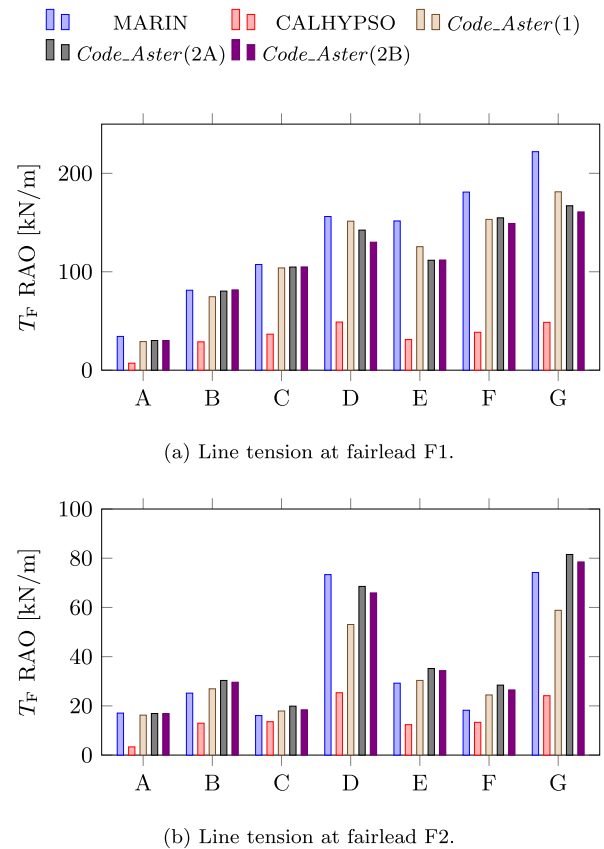 MARIN CALHYPSO Code_Aster(1)
Code_Aster(2A) Code_Aster(2B)
T_F RAO [kN/m]
200
100
0
A B C D E F G
(a) Line tension at fairlead F1.
T_F RAO [kN/m]
100
80
60
40
20
0
A B C D E F G
(b) Line tension at fairlead F2.